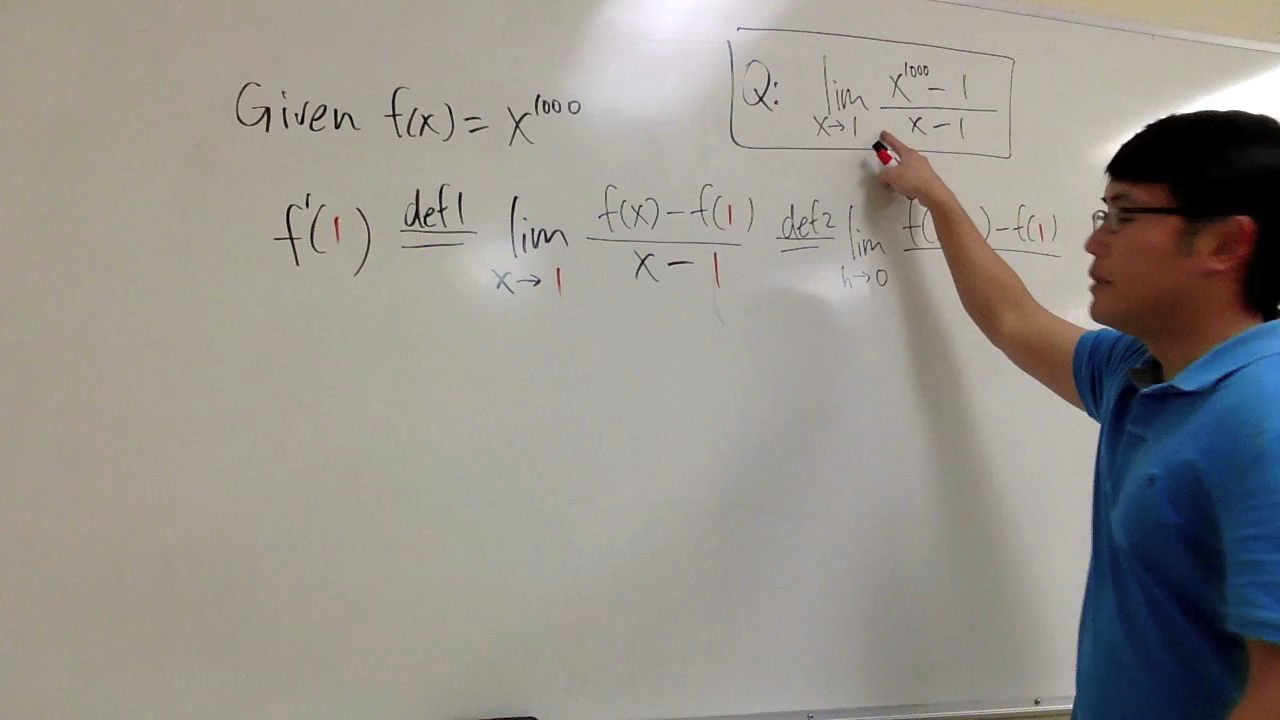 Given f(x) = x^1000
Q: lim x→1 (x^1000 - 1)/(x - 1)
f'(1) def1= lim x→1 (f(x) - f(1))/(x - 1) def2= lim h→0 f( ) - f(1)